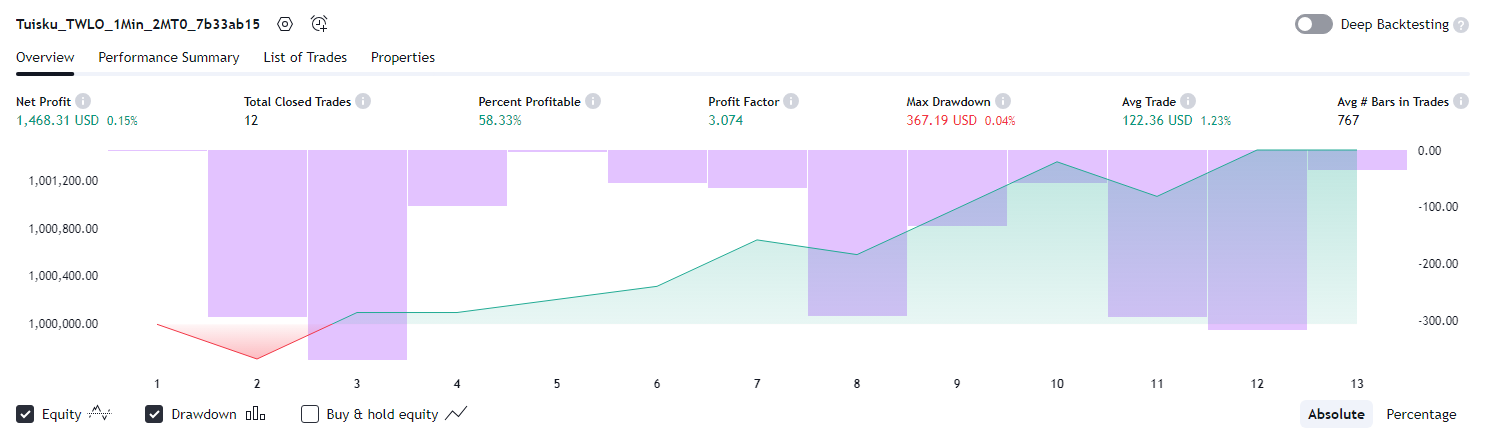 Tuisku_TWLO_1Min_2MT0_7b33ab15
Deep Backtesting
Overview Performance Summary List of Trades Properties
Net Profit Total Closed Trades Percent Profitable Profit Factor Max Drawdown Avg Trade Avg # Bars in Trades
1,468.31 USD 0.15% 12 58.33% 3.074 367.19 USD 0.04% 122.36 USD 1.23% 767
0.00
1,001,200.00
-100.00
1,000,800.00
-200.00
1,000,400.00
1,000,000.00
-300.00
1 2 3 4 5 6 7 8 9 10 11 12 13
Equity Drawdown Buy & hold equity Absolute Percentage